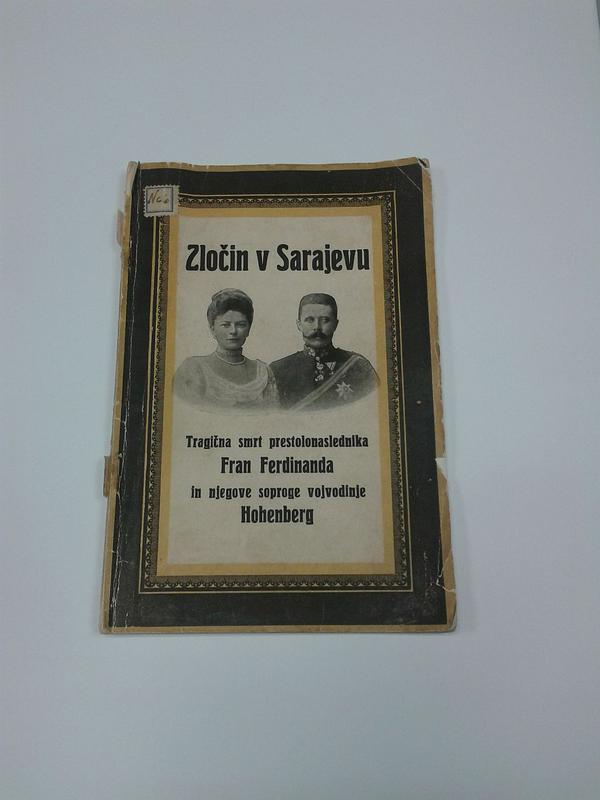 Zločin v Sarajevu
Tragična smrt prestolonaslednika
Fran Ferdinanda
in njegove soproge vojvodinje
Hohenberg